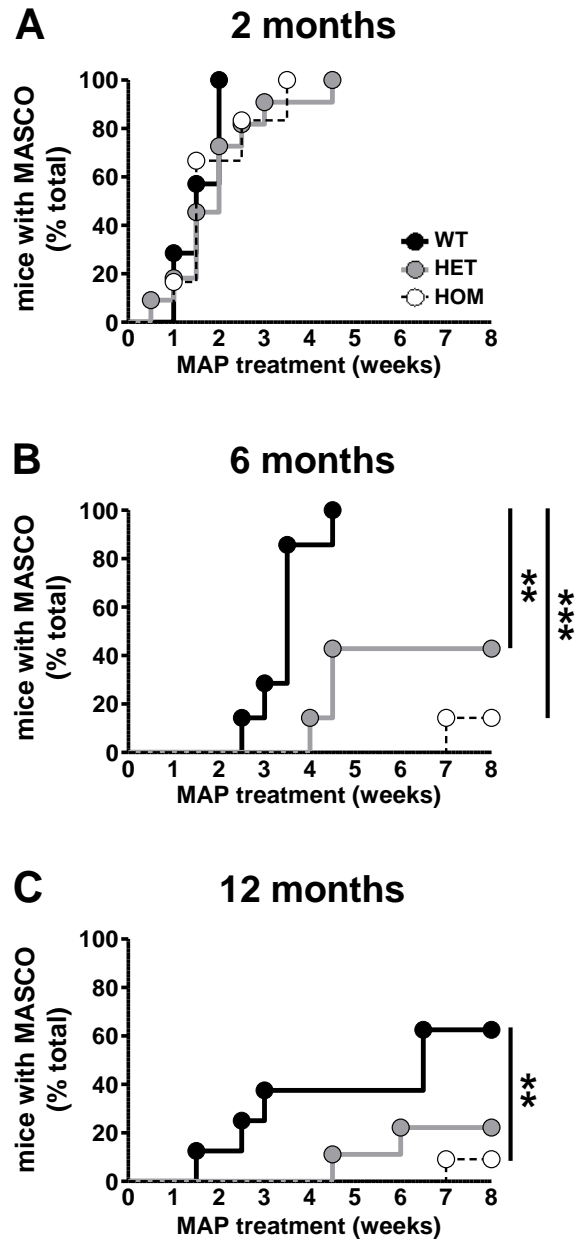 A
2 months
mice with MASCO
(% total)
100
80
60
40
20
0
WT
HET
HOM
0 1 2 3 4 5 6 7 8
MAP treatment (weeks)
B
6 months
mice with MASCO
(% total)
100
80
60
40
20
0
**
***
0 1 2 3 4 5 6 7 8
MAP treatment (weeks)
C
12 months
mice with MASCO
(% total)
100
80
60
40
20
0
**
0 1 2 3 4 5 6 7 8
MAP treatment (weeks)